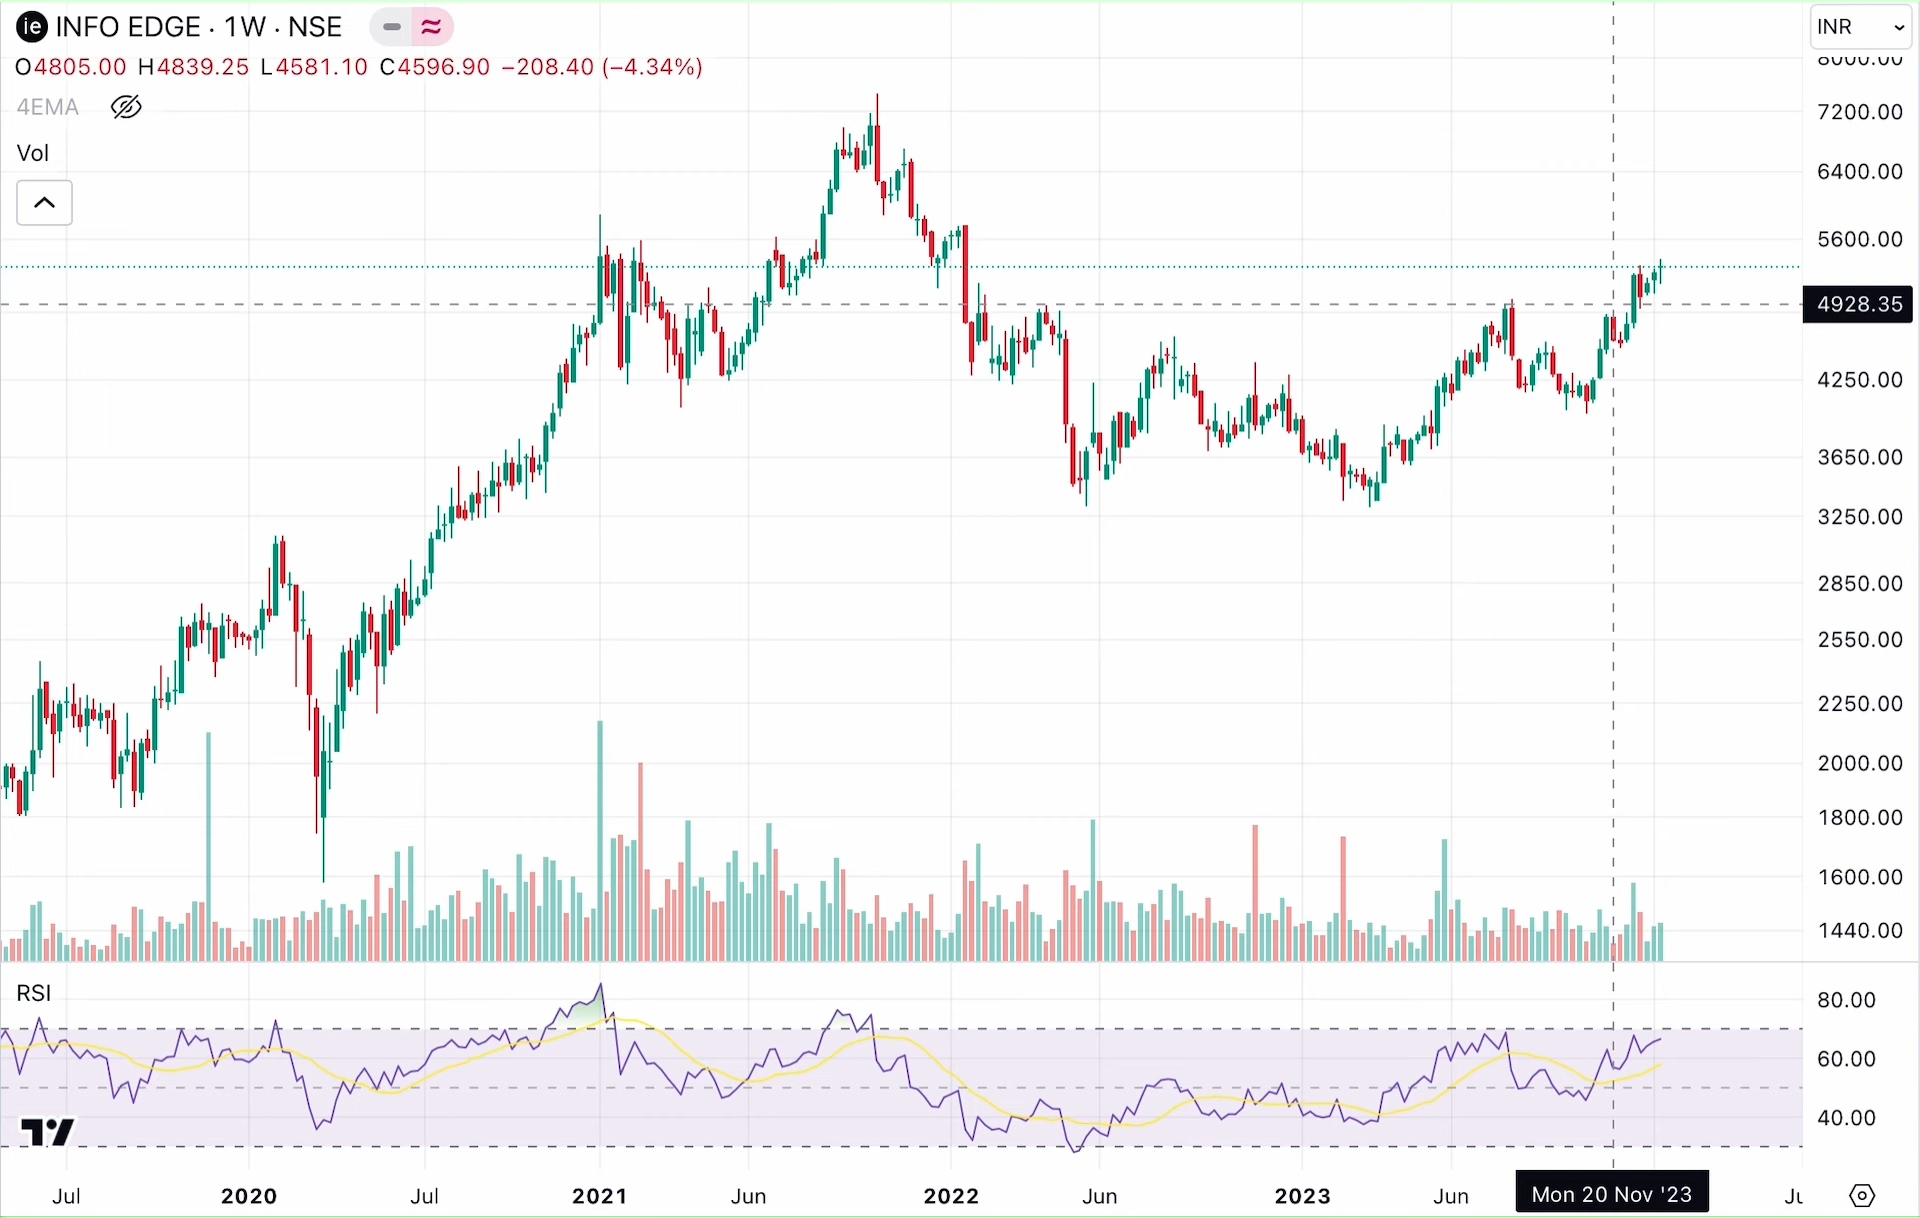 ie INFO EDGE · 1W · NSE
INR
O4805.00 H4839.25 L4581.10 C4596.90 −208.40 (−4.34%)
4EMA
Vol
8000.00
7200.00
6400.00
5600.00
4928.35
4250.00
3650.00
3250.00
2850.00
2550.00
2250.00
2000.00
1800.00
1600.00
1440.00
RSI
80.00
60.00
40.00
Jul 2020 Jul 2021 Jun 2022 Jun 2023 Jun Mon 20 Nov '23